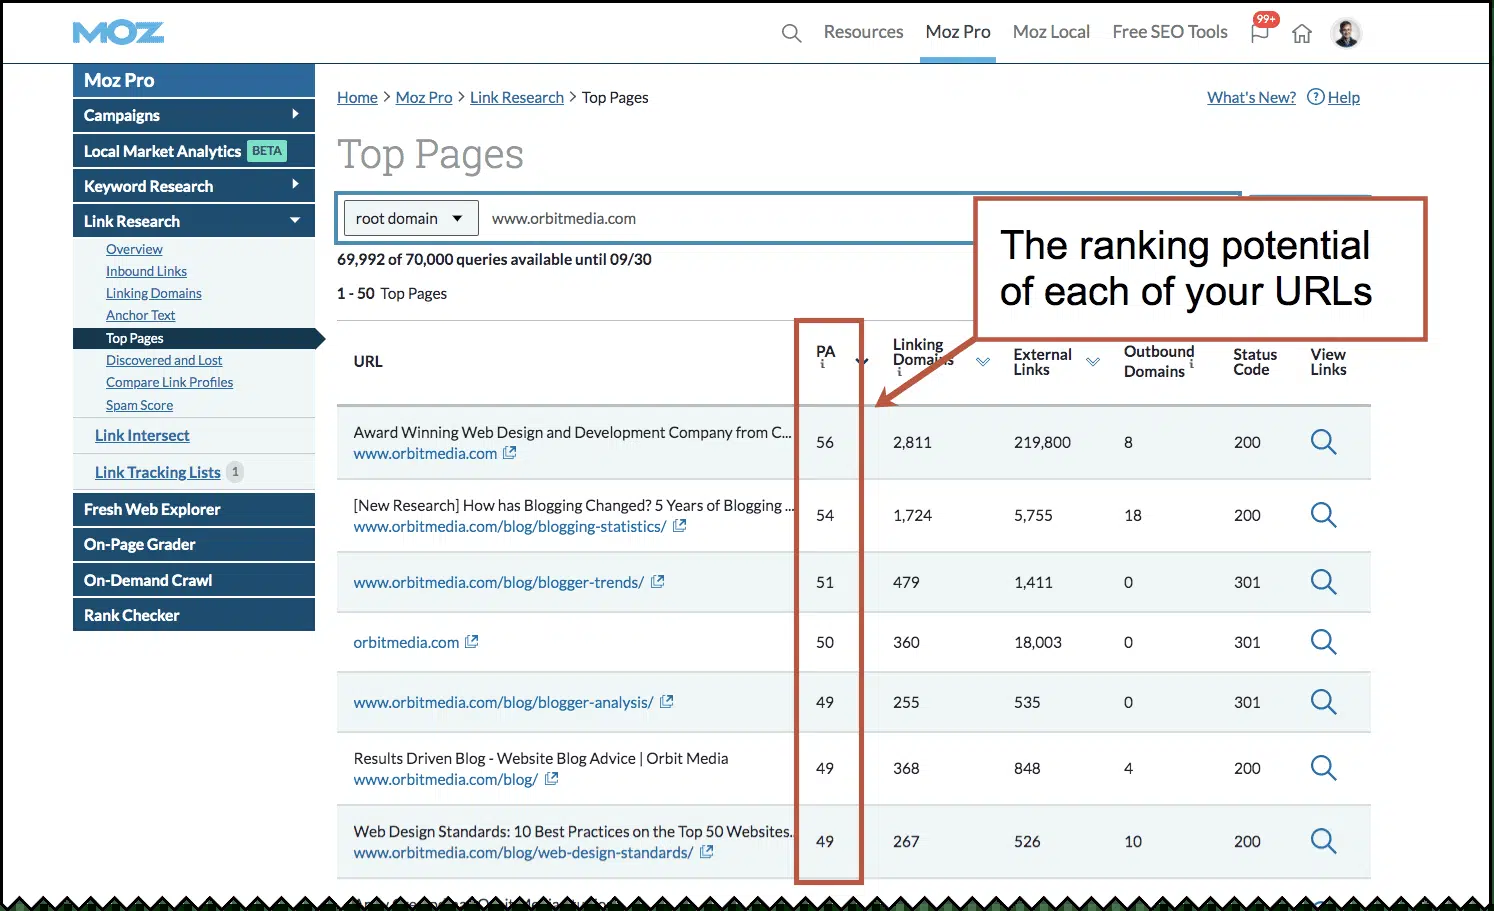 MOZ
Resources
Moz Pro
Moz Local
Free SEO Tools
99+
Moz Pro
Campaigns
Local Market Analytics BETA
Keyword Research
Link Research
Overview
Inbound Links
Linking Domains
Anchor Text
Top Pages
Discovered and Lost
Compare Link Profiles
Spam Score
Link Intersect
Link Tracking Lists 1
Fresh Web Explorer
On-Page Grader
On-Demand Crawl
Rank Checker
Home > Moz Pro > Link Research > Top Pages
What's New? ? Help
Top Pages
root domain www.orbitmedia.com
69,992 of 70,000 queries available until 09/30
1 - 50 Top Pages
The ranking potential
of each of your URLs
URL
PA
i
Linking
Domains
i
External
Links
Outbound
Domains i
Status
Code
View
Links
Award Winning Web Design and Development Company from C...
www.orbitmedia.com
56 2,811 219,800 8 200
[New Research] How has Blogging Changed? 5 Years of Blogging ...
www.orbitmedia.com/blog/blogging-statistics/
54 1,724 5,755 18 200
www.orbitmedia.com/blog/blogger-trends/ 51 479 1,411 0 301
orbitmedia.com 50 360 18,003 0 301
www.orbitmedia.com/blog/blogger-analysis/ 49 255 535 0 301
Results Driven Blog - Website Blog Advice | Orbit Media
www.orbitmedia.com/blog/
49 368 848 4 200
Web Design Standards: 10 Best Practices on the Top 50 Websites..
www.orbitmedia.com/blog/web-design-standards/
49 267 526 10 200